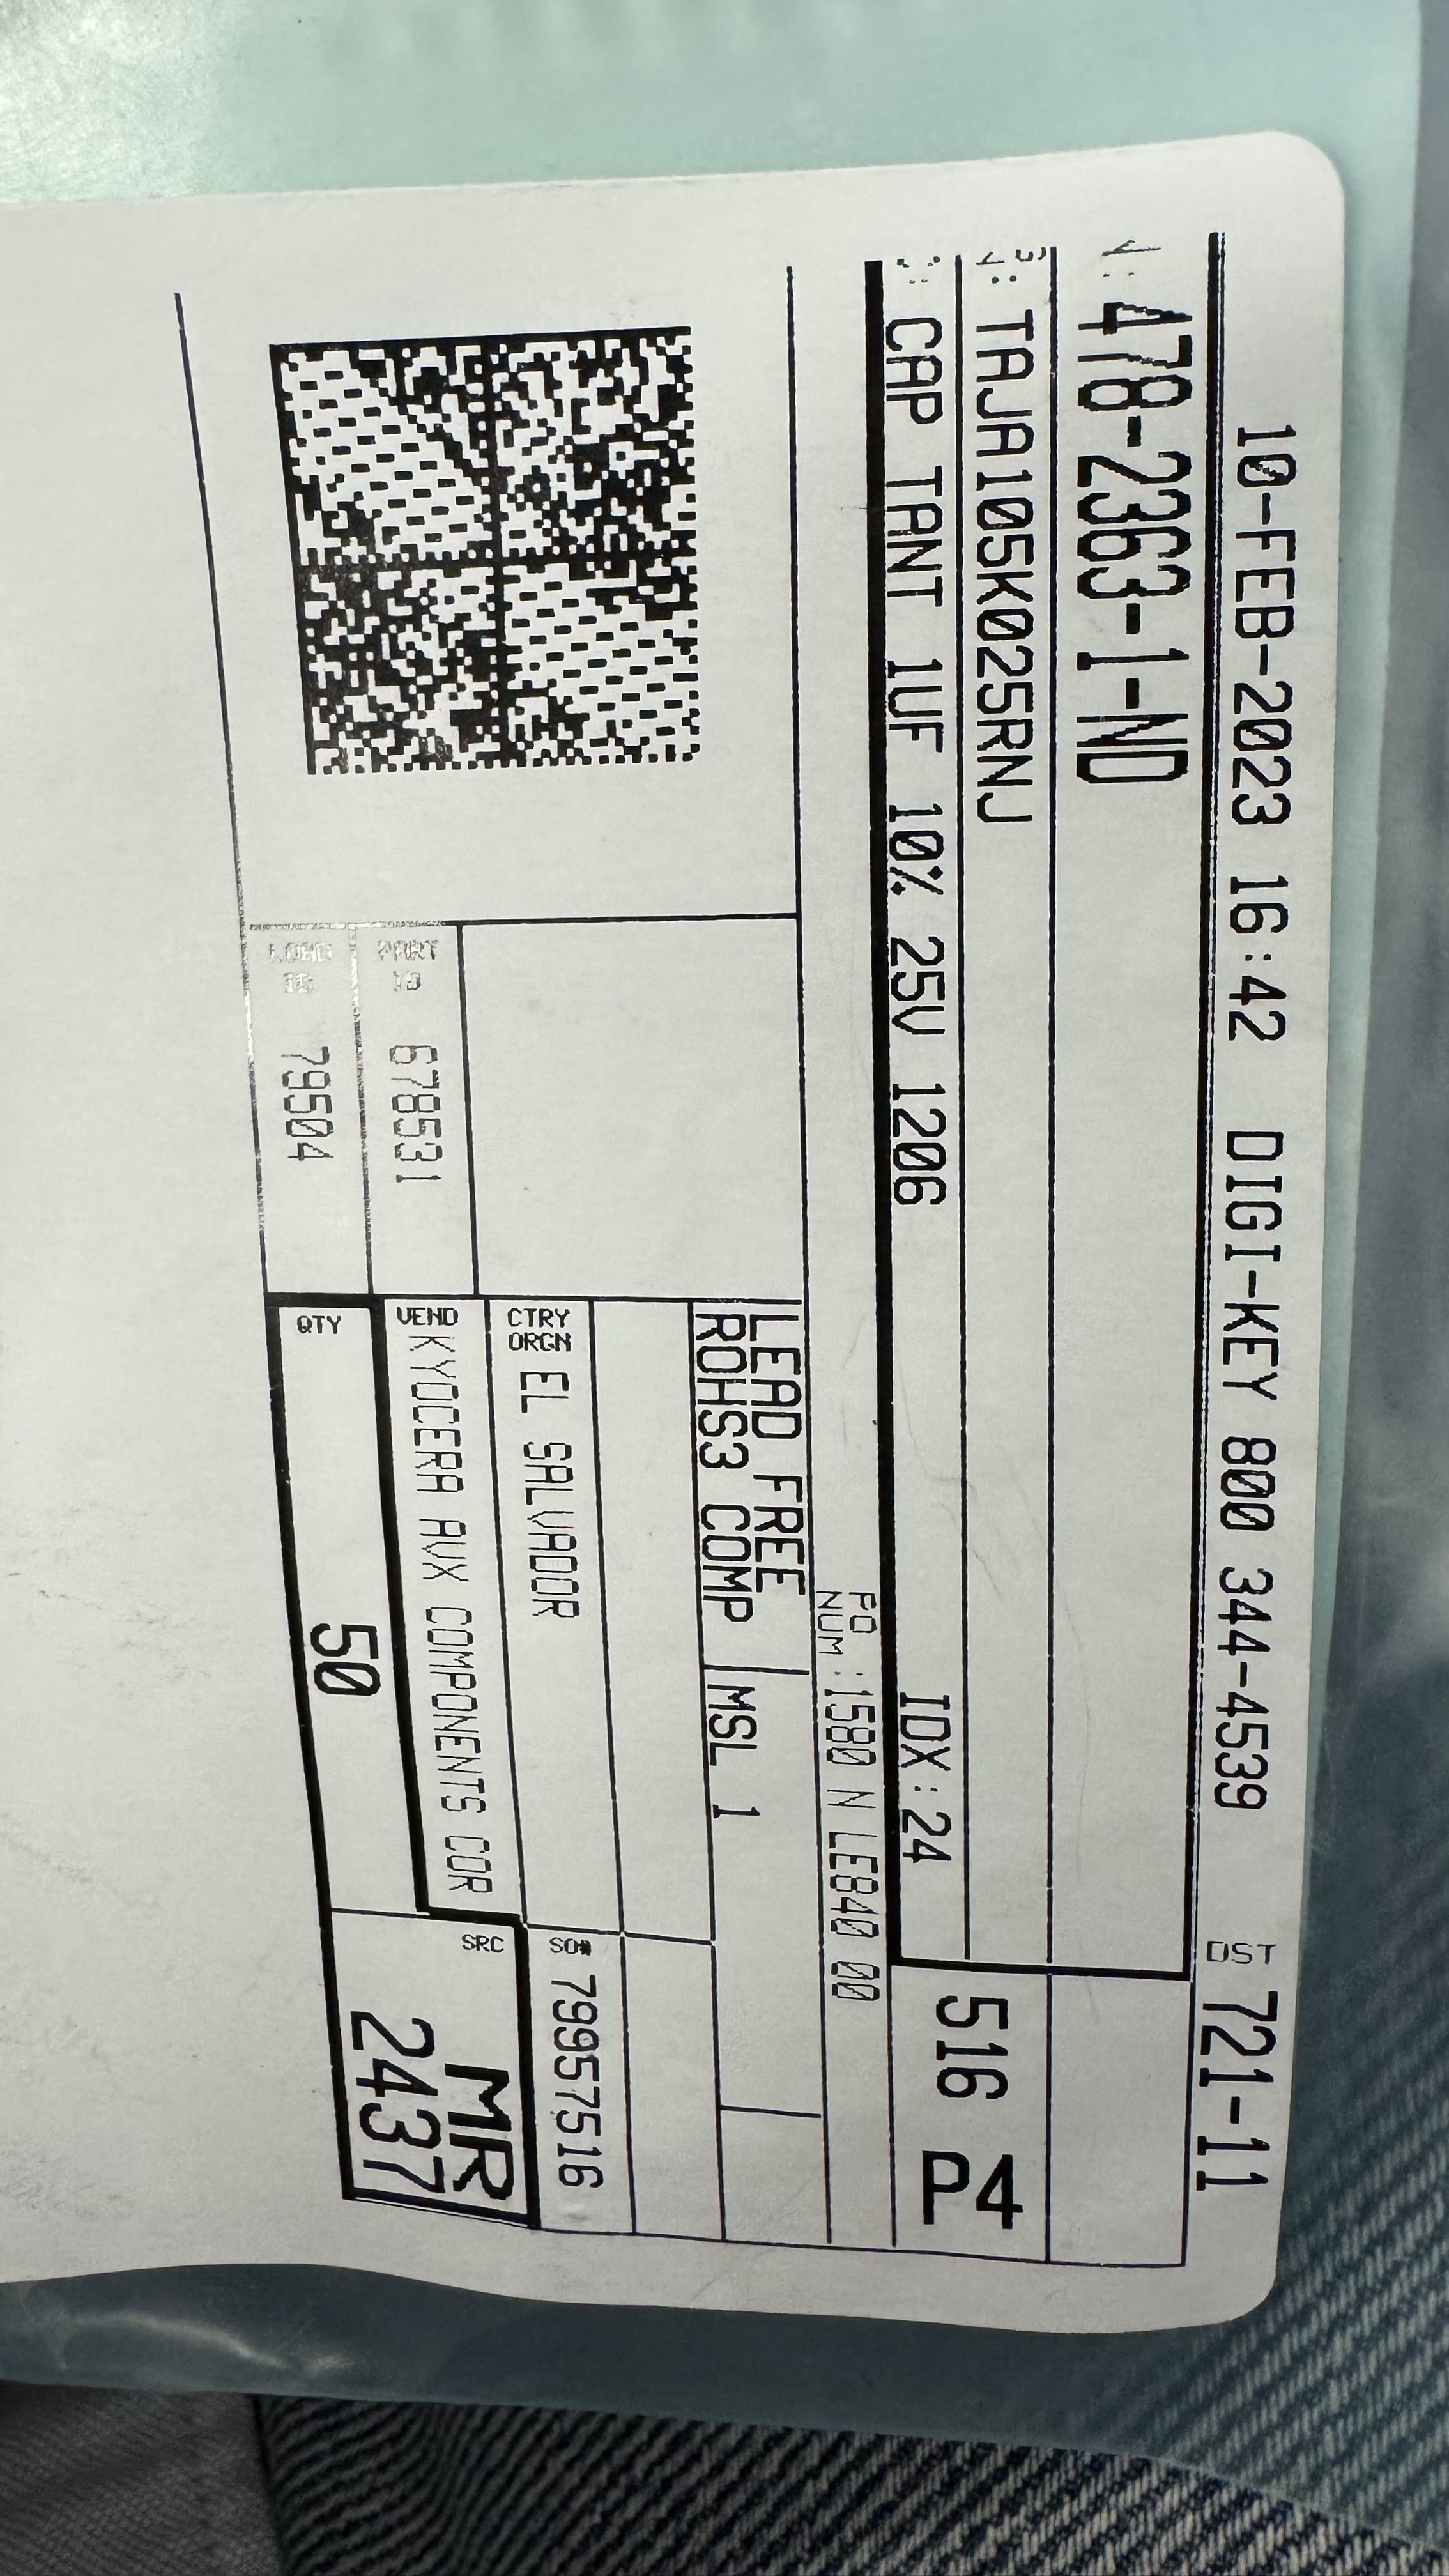 10-FEB-2023 16:42 DIGI-KEY 800 344-4539 DST 721-11
478-2363-1-ND
TAJA105K025RNJ
CAP TANT 1UF 10% 25V 1206 IDX:24
516 P4
PO
NUM :1580 N LE840 00
LEAD FREE
ROHS3 COMP
MSL 1
CTRY
ORGN EL SALVADOR
SO# 79957516
PART
ID 678531
VEND KYOCERA AVX COMPONENTS COR
SRC MR
2437
LOAD
ID 79504
QTY 50